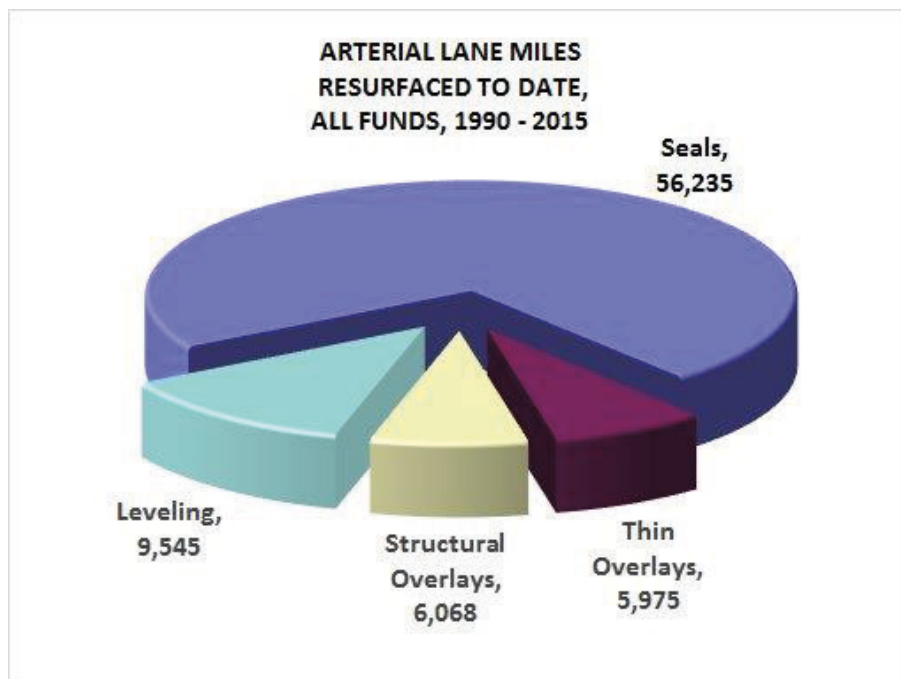 ARTERIAL LANE MILES
RESURFACED TO DATE,
ALL FUNDS, 1990 - 2015
Seals,
56,235
Leveling,
9,545
Structural
Overlays,
6,068
Thin
Overlays,
5,975